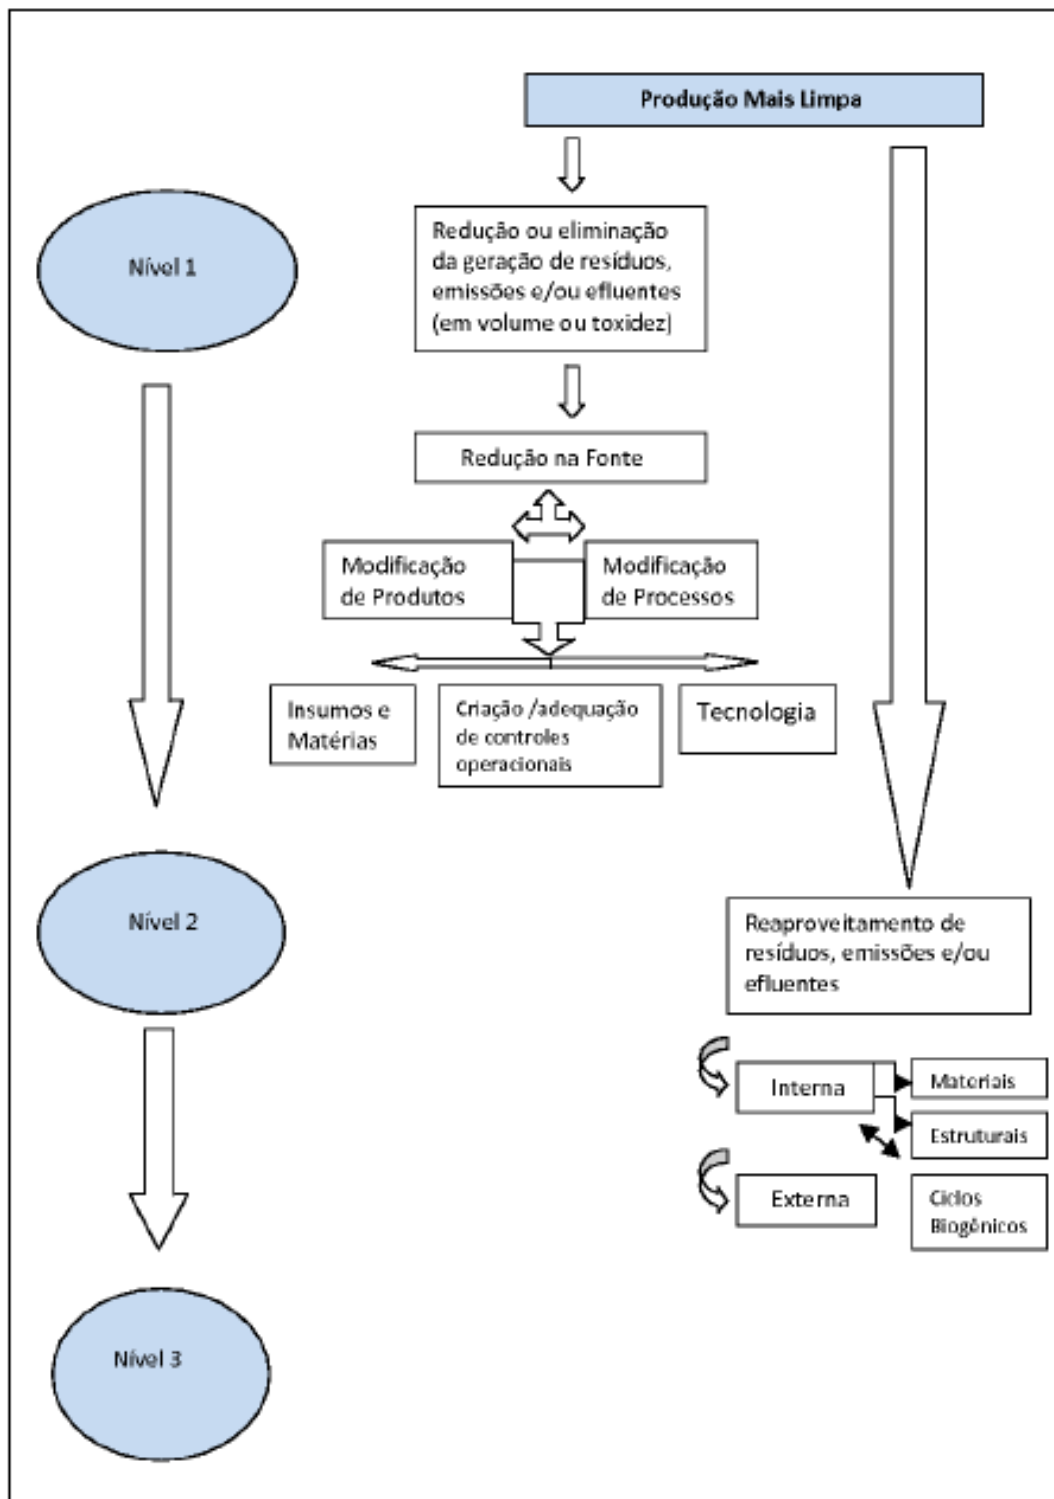 Produção Mais Limpa
Nível 1
Redução ou eliminação
da geração de resíduos,
emissões e/ou efluentes
(em volume ou toxidez)
Redução na Fonte
Modificação
de Produtos
Modificação
de Processos
Insumos e
Matérias
Criação /adequação
de controles
operacionais
Tecnologia
Nível 2
Reaproveitamento de
resíduos, emissões e/ou
efluentes
Interna
Materiais
Estruturais
Externa
Ciclos
Biogênicos
Nível 3